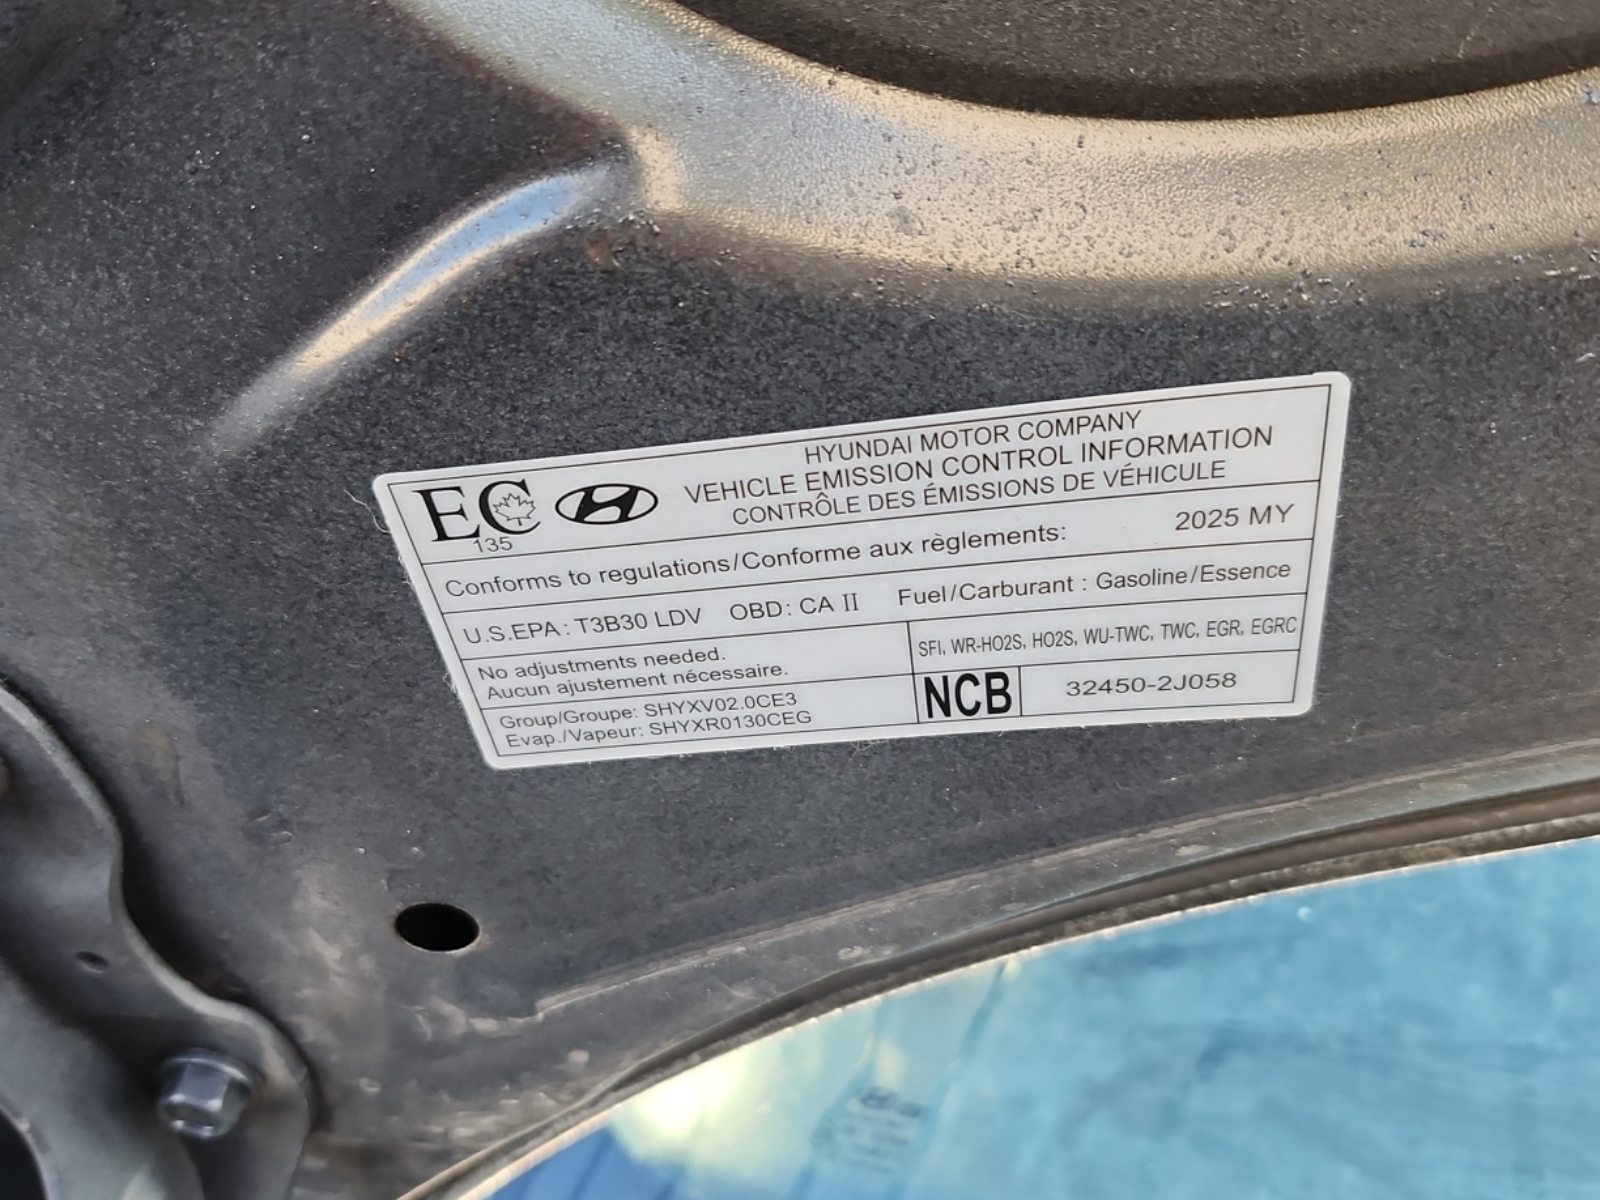 HYUNDAI MOTOR COMPANY
VEHICLE EMISSION CONTROL INFORMATION
CONTRÔLE DES ÉMISSIONS DE VÉHICULE
EC
135
Conforms to regulations/Conforme aux règlements: 2025 MY
U.S.EPA: T3B30 LDV OBD: CA II Fuel/Carburant : Gasoline/Essence
No adjustments needed.
Aucun ajustement nécessaire.
SFI, WR-HO2S, HO2S, WU-TWC, TWC, EGR, EGRC
Group/Groupe: SHYXV02.0CE3
Evap./Vapeur: SHYXR0130CEG
NCB
32450-2J058